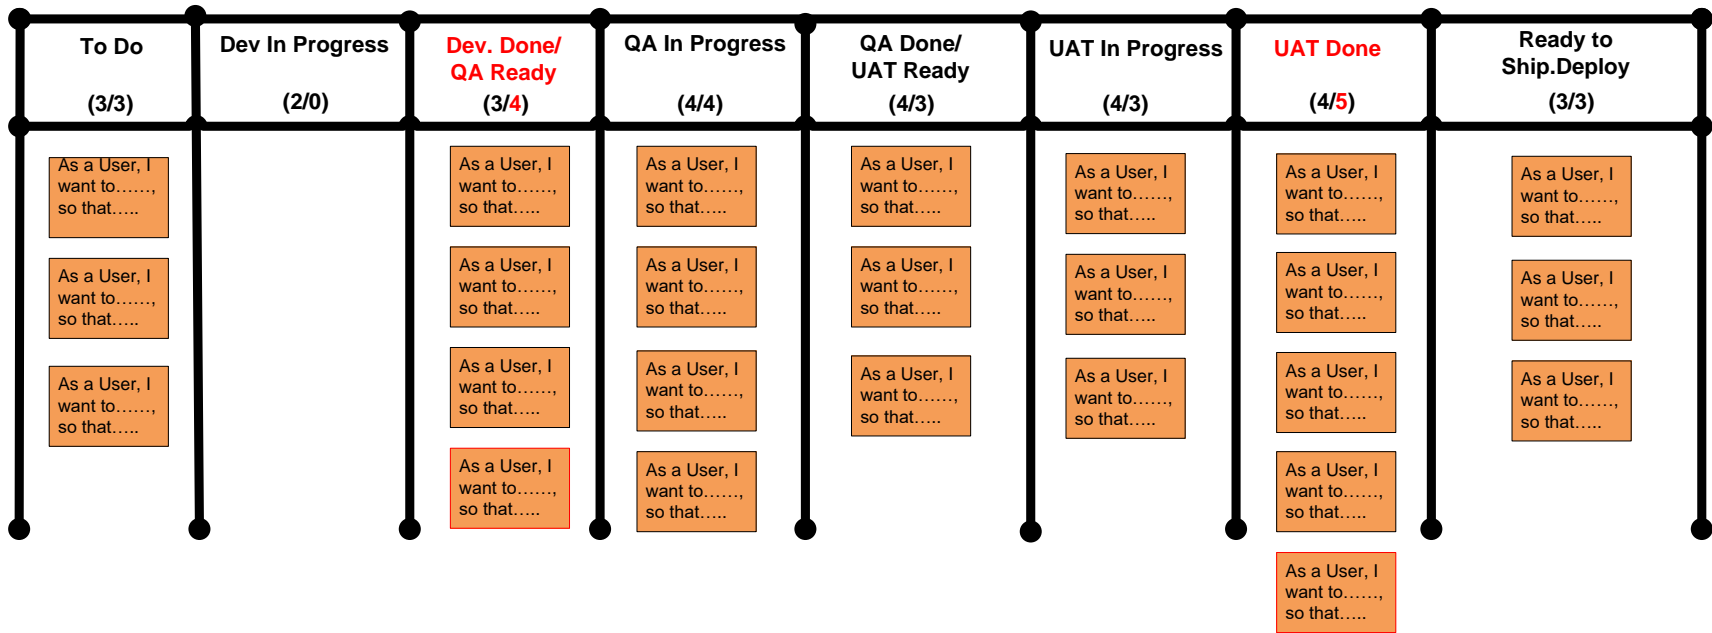 To Do
(3/3)
Dev In Progress
(2/0)
Dev. Done/
QA Ready
(3/4)
QA In Progress
(4/4)
QA Done/
UAT Ready
(4/3)
UAT In Progress
(4/3)
UAT Done
(4/5)
Ready to
Ship.Deploy
(3/3)
As a User, I
want to……,
so that…..
As a User, I
want to……,
so that…..
As a User, I
want to……,
so that…..
As a User, I
want to……,
so that…..
As a User, I
want to……,
so that…..
As a User, I
want to……,
so that…..
As a User, I
want to……,
so that…..
As a User, I
want to……,
so that…..
As a User, I
want to……,
so that…..
As a User, I
want to……,
so that…..
As a User, I
want to……,
so that…..
As a User, I
want to……,
so that…..
As a User, I
want to……,
so that…..
As a User, I
want to……,
so that…..
As a User, I
want to……,
so that…..
As a User, I
want to……,
so that…..
As a User, I
want to……,
so that…..
As a User, I
want to……,
so that…..
As a User, I
want to……,
so that…..
As a User, I
want to……,
so that…..
As a User, I
want to……,
so that…..
As a User, I
want to……,
so that…..
As a User, I
want to……,
so that…..
As a User, I
want to……,
so that…..
As a User, I
want to……,
so that…..